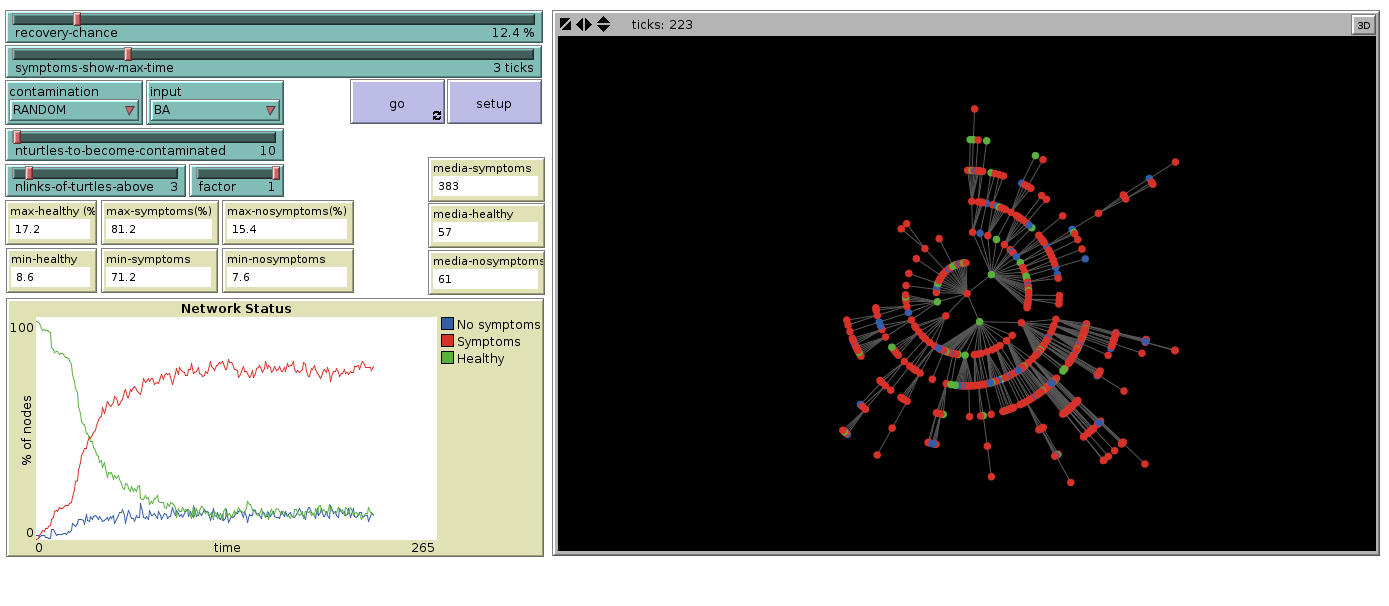 recovery-chance 12.4 %
symptoms-show-max-time 3 ticks
contamination
RANDOM
input
BA
go
setup
nturtles-to-become-contaminated 10
nlinks-of-turtles-above 3
factor 1
media-symptoms
383
media-healthy
57
media-nosymptoms
61
max-healthy (%
17.2
max-symptoms(%)
81.2
max-nosymptoms(%)
15.4
min-healthy
8.6
min-symptoms
71.2
min-nosymptoms
7.6
Network Status
100
% of nodes
0
0
time
265
No symptoms
Symptoms
Healthy
ticks: 223
3D